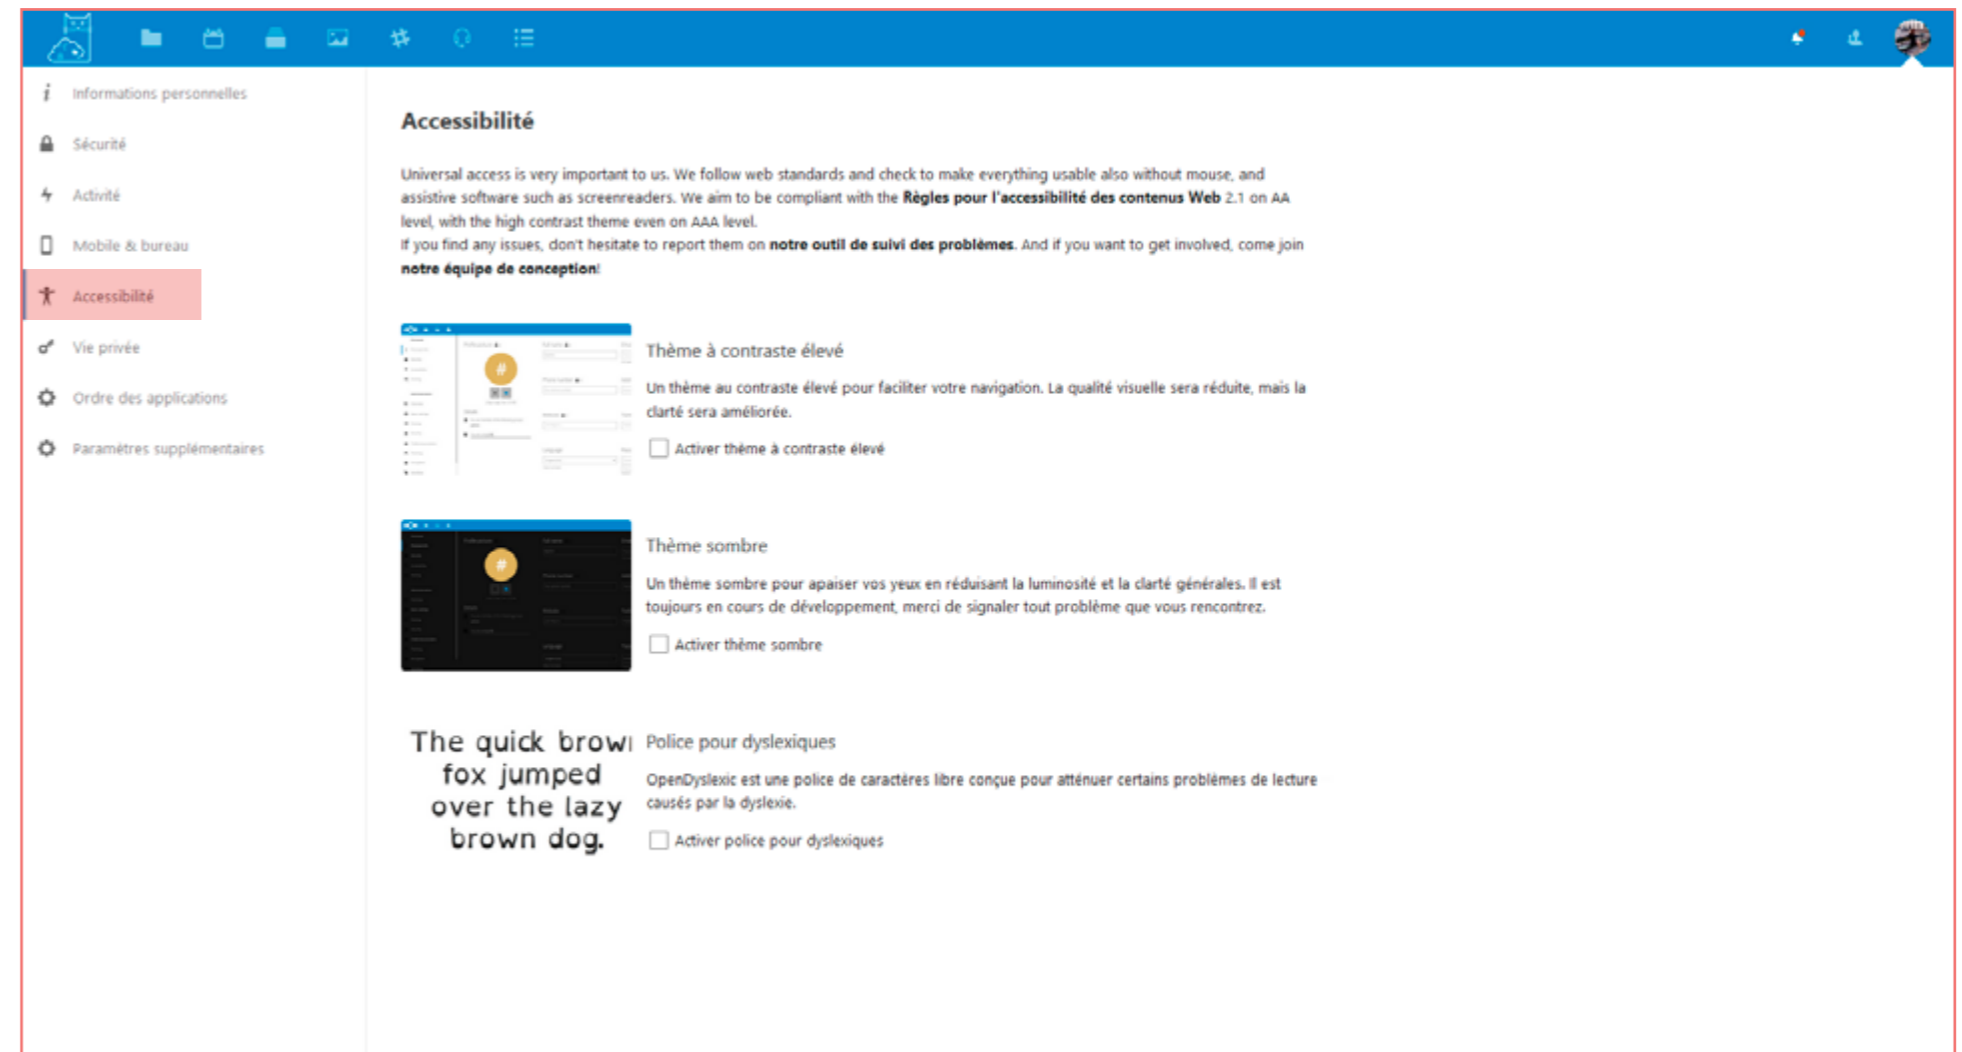 Informations personnelles
Sécurité
Activité
Mobile & bureau
Accessibilité
Vie privée
Ordre des applications
Paramètres supplémentaires
Accessibilité
Universal access is very important to us. We follow web standards and check to make everything usable also without mouse, and
assistive software such as screenreaders. We aim to be compliant with the Règles pour l'accessibilité des contenus Web 2.1 on AA
level, with the high contrast theme even on AAA level.
If you find any issues, don't hesitate to report them on notre outil de suivi des problèmes. And if you want to get involved, come join
notre équipe de conception!
Thème à contraste élevé
Un thème au contraste élevé pour faciliter votre navigation. La qualité visuelle sera réduite, mais la
clarté sera améliorée.
Activer thème à contraste élevé
Thème sombre
Un thème sombre pour apaiser vos yeux en réduisant la luminosité et la clarté générales. Il est
toujours en cours de développement, merci de signaler tout problème que vous rencontrez.
Activer thème sombre
The quick brown
fox jumped
over the lazy
brown dog.
Police pour dyslexiques
OpenDyslexic est une police de caractères libre conçue pour atténuer certains problèmes de lecture
causés par la dyslexie.
Activer police pour dyslexiques